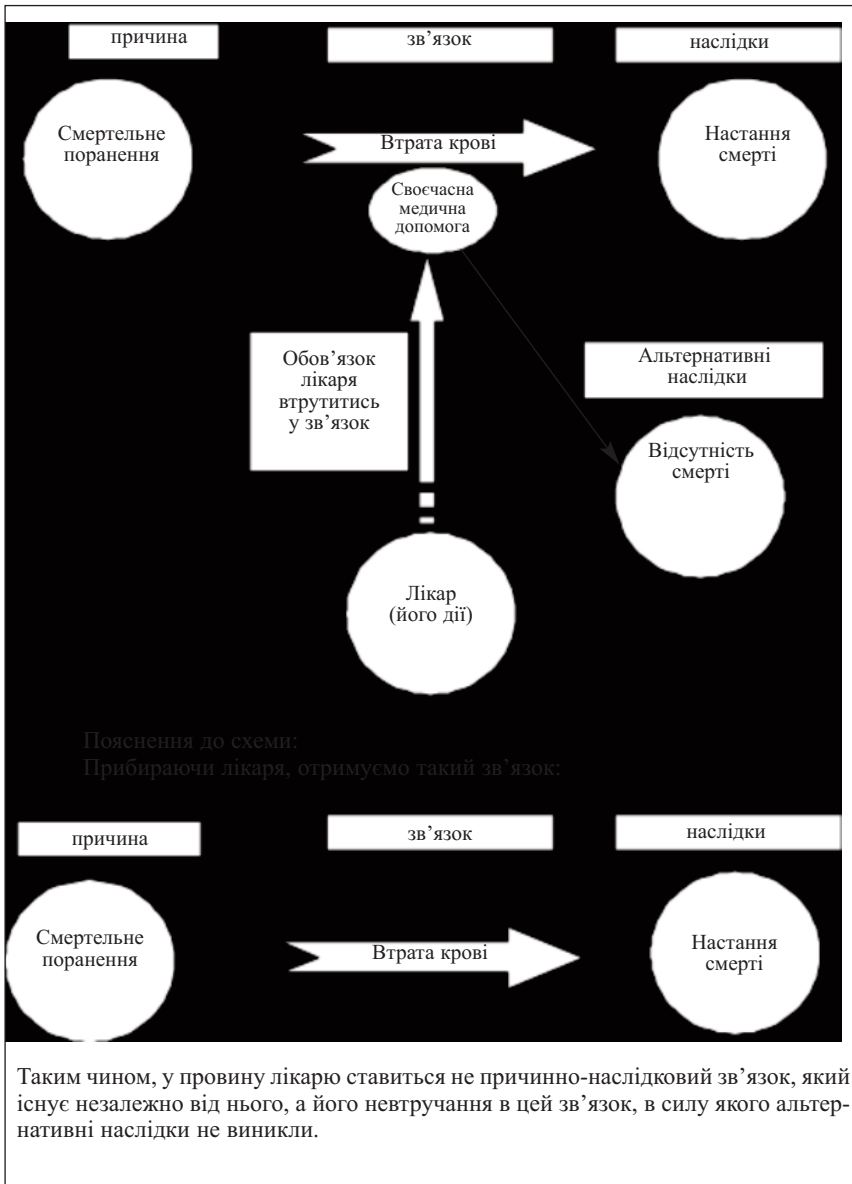 причина
зв’язок
наслідки
Смертельне
поранення
Втрата крові
Настання
смерті
Своєчасна
медична
допомога
Обов’язок
лікаря
втрутитись
у зв’язок
Альтернативні
наслідки
Відсутність
смерті
Лікар
(його дії)
Пояснення до схеми:
Прибираючи лікаря, отримуємо такий зв’язок:
причина
зв’язок
наслідки
Смертельне
поранення
Втрата крові
Настання
смерті
Таким чином, у провину лікарю ставиться не причинно-наслідковий зв’язок, який
існує незалежно від нього, а його невтручання в цей зв’язок, в силу якого альтер-
нативні наслідки не виникли.